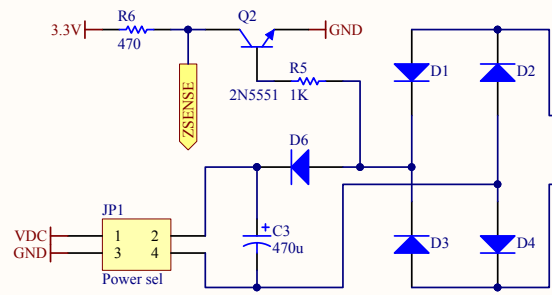 R6
Q2
3.3V
GND
470
R5
D1
D2
2N5551
1K
ZSENSE
D6
JP1
VDC
1
2
+
C3
D3
D4
GND
3
4
470u
Power sel